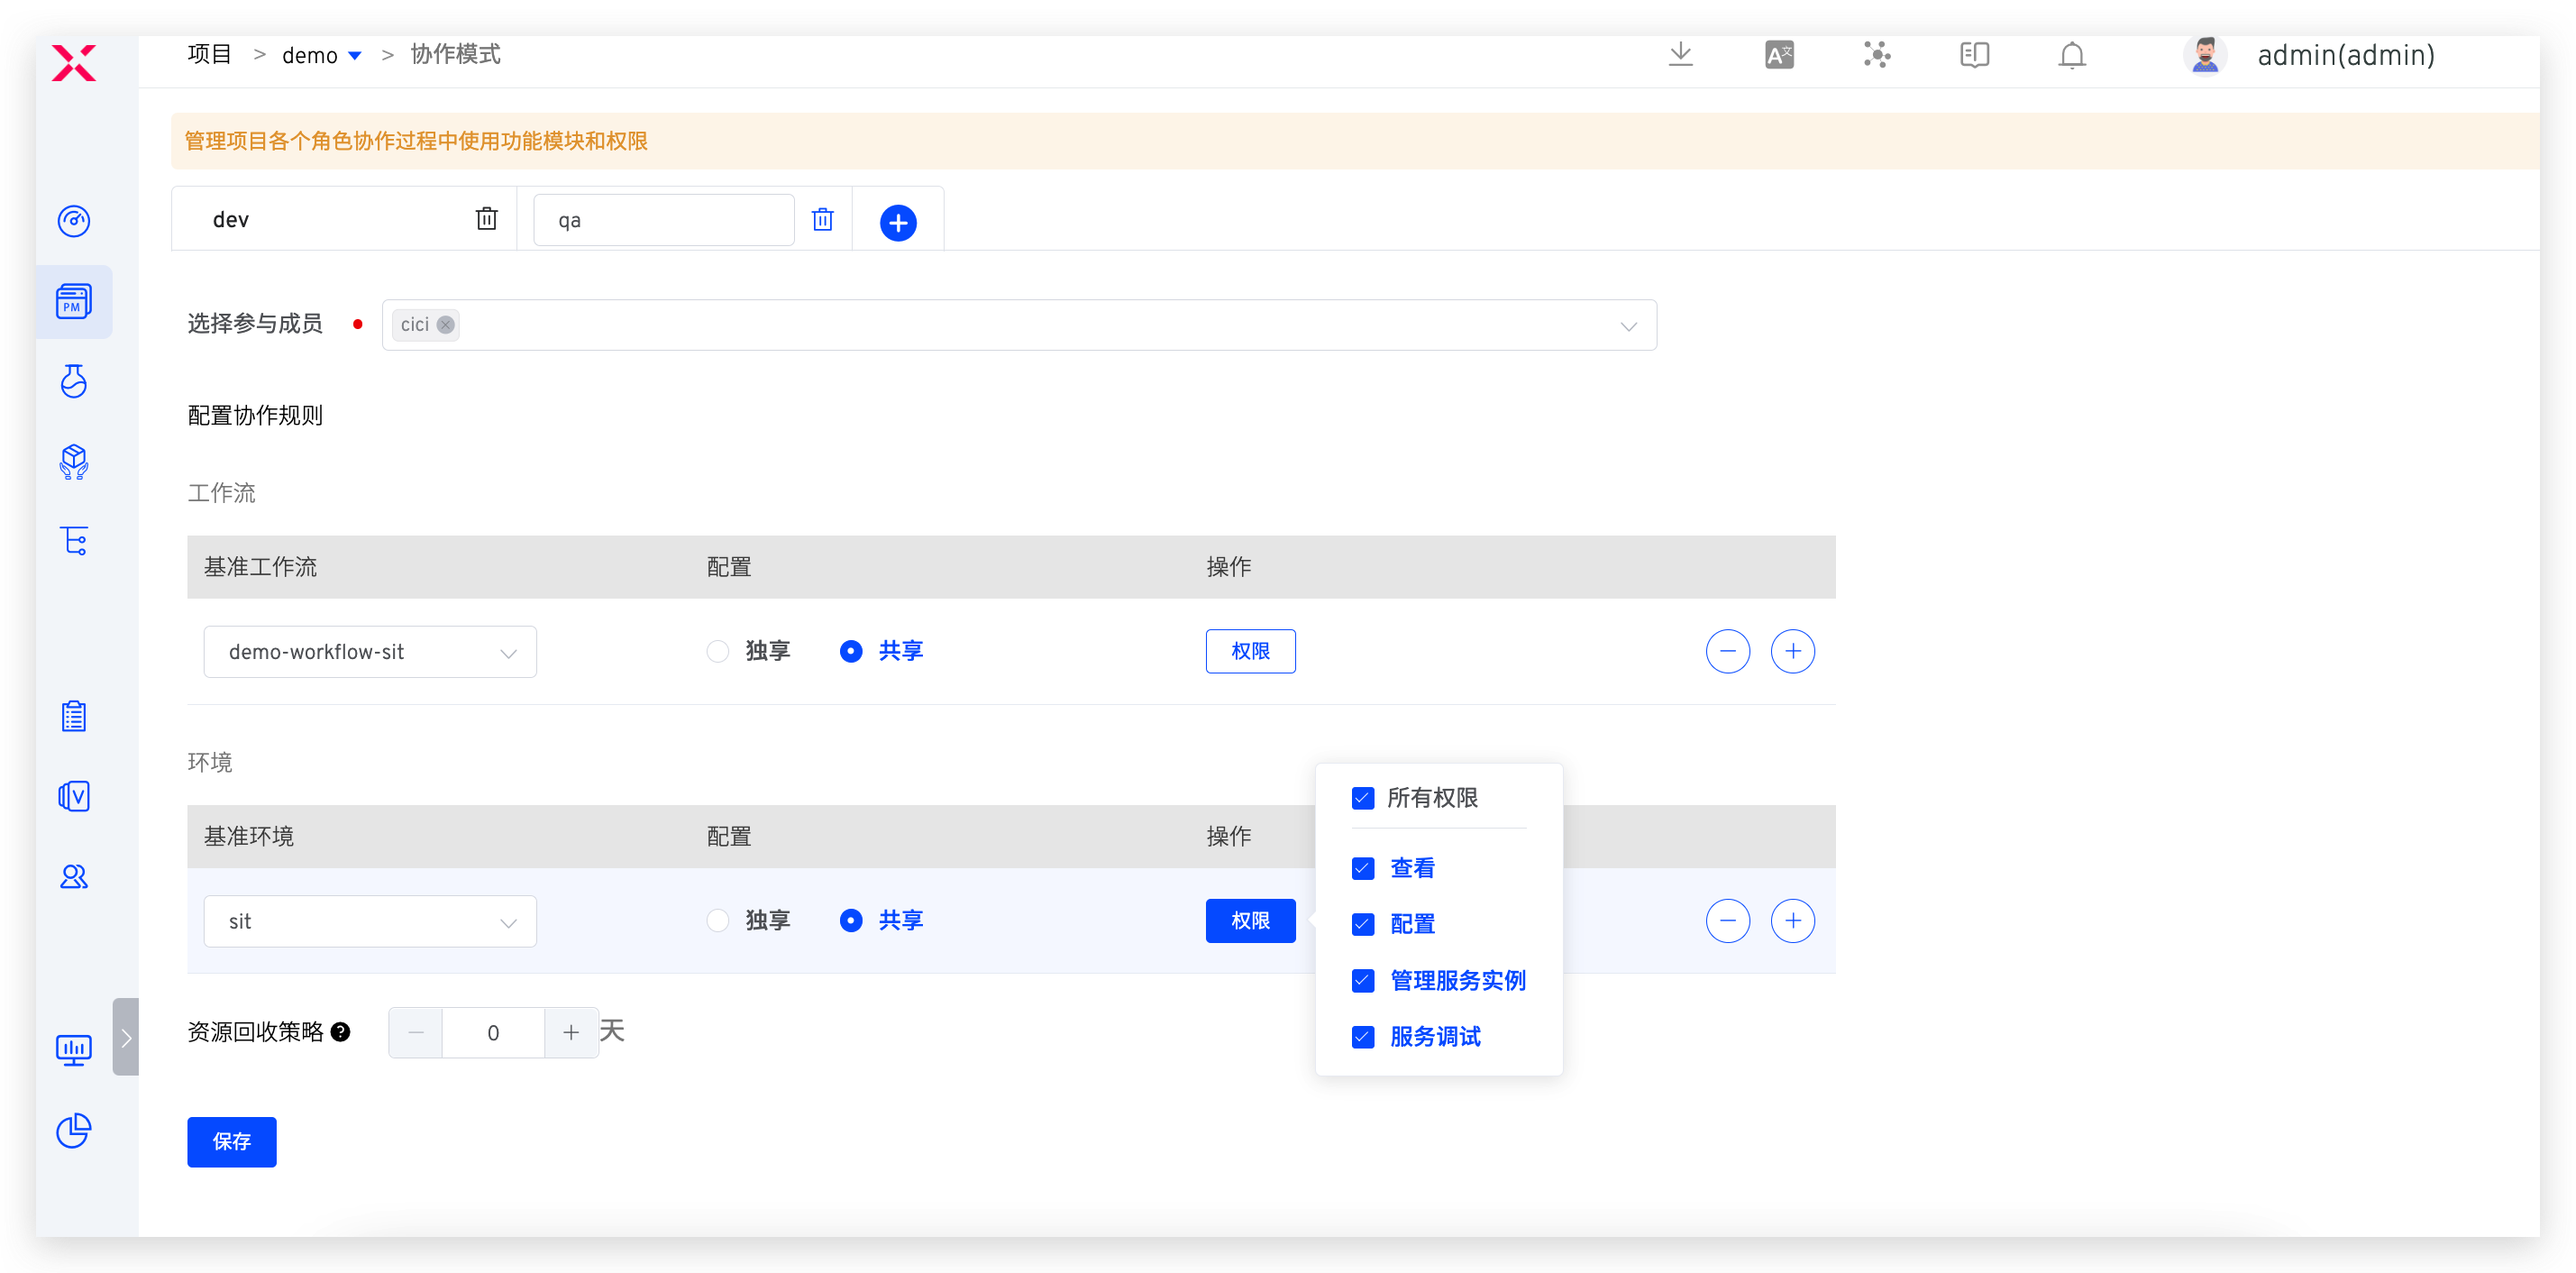 项目 > demo > 协作模式
A文
admin(admin)
管理项目各个角色协作过程中使用功能模块和权限
dev
qa
PM
选择参与成员
cici
配置协作规则
工作流
基准工作流 配置 操作
demo-workflow-sit 独享 共享 权限
环境
所有权限
基准环境 配置 操作
查看
sit 独享 共享 权限
配置
管理服务实例
资源回收策略 ? 0 天
服务调试
保存
V